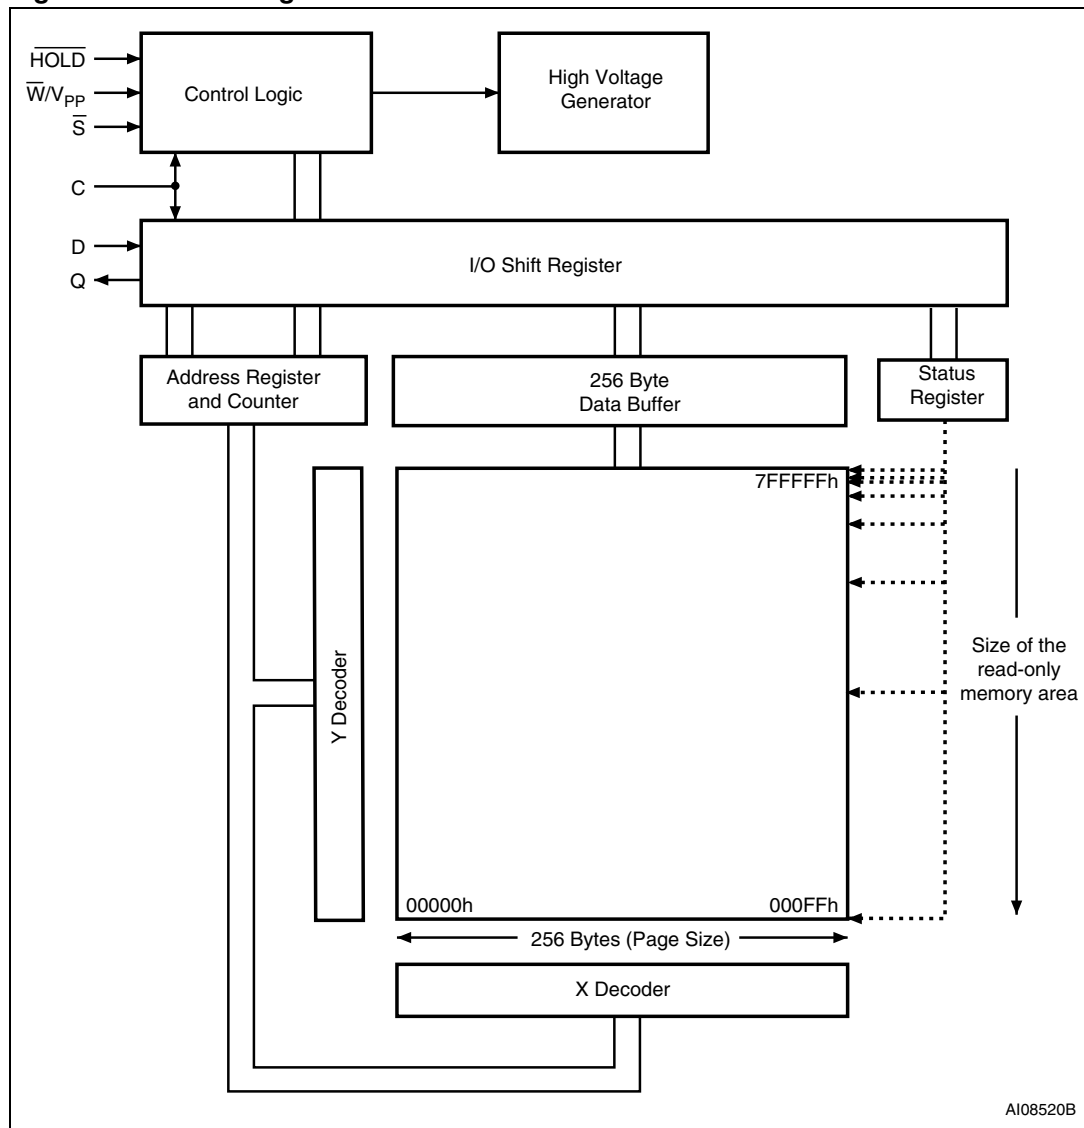 HOLD
W/VPP
S
C
D
Q
Control Logic
High Voltage
Generator
I/O Shift Register
Address Register
and Counter
256 Byte
Data Buffer
Status
Register
7FFFFFh
Y Decoder
Size of the
read-only
memory area
00000h
000FFh
256 Bytes (Page Size)
X Decoder
AI08520B